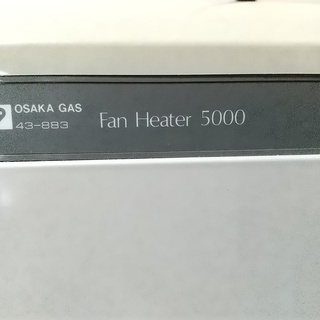 OSAKA GAS
43-883
Fan Heater 5000